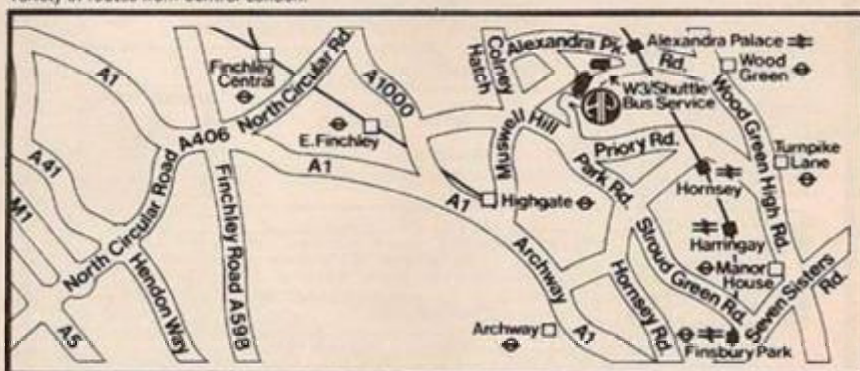 A1
A41
M1
A5
North Circular Road
Hendon Way
A406
North Circular Rd.
Finchley
Central
Finchley Road A598
A1000
E. Finchley
A1
Colney
Hatch
Alexandra Pk.
Rd.
Alexandra Palace
Wood
Green
W3/Shuttle
Bus Service
Muswell Hill
Priory Rd.
Park Rd.
Wood Green High Rd.
Turnpike
Lane
Hornsey
Highgate
A1
Archway
Harringay
Manor
House
Stroud Green Rd.
Hornsey Rd.
Seven Sisters
Rd.
Archway
A1
Finsbury Park